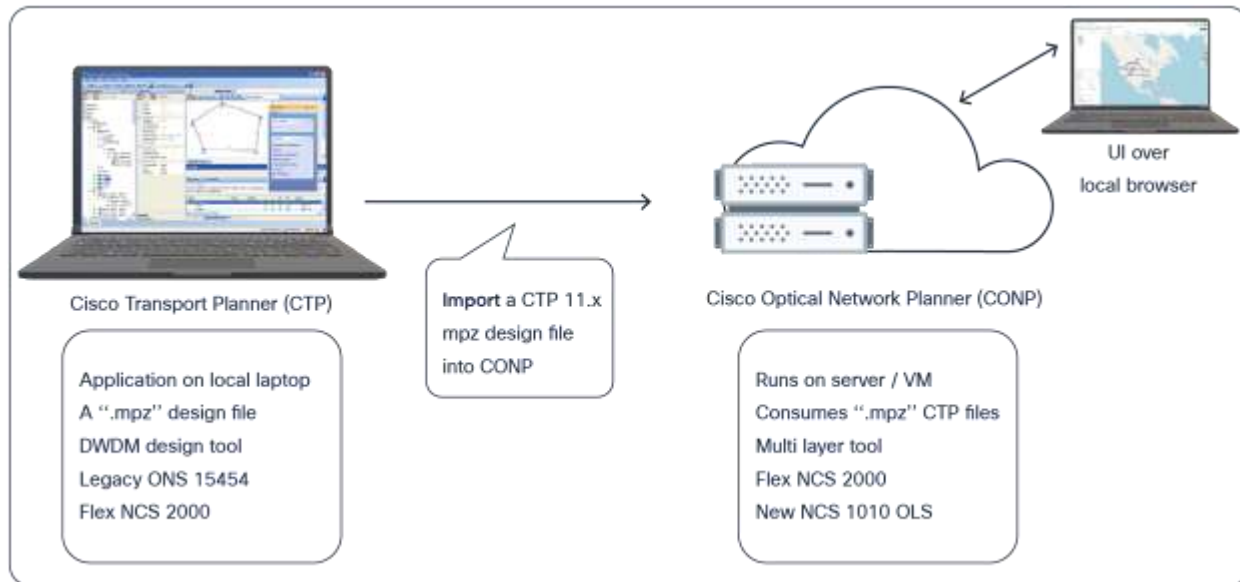 UI over
local browser
Cisco Transport Planner (CTP)
Import a CTP 11.x
mpz design file
into CONP
Cisco Optical Network Planner (CONP)
Application on local laptop
A “.mpz” design file
DWDM design tool
Legacy ONS 15454
Flex NCS 2000
Runs on server / VM
Consumes “.mpz” CTP files
Multi layer tool
Flex NCS 2000
New NCS 1010 OLS